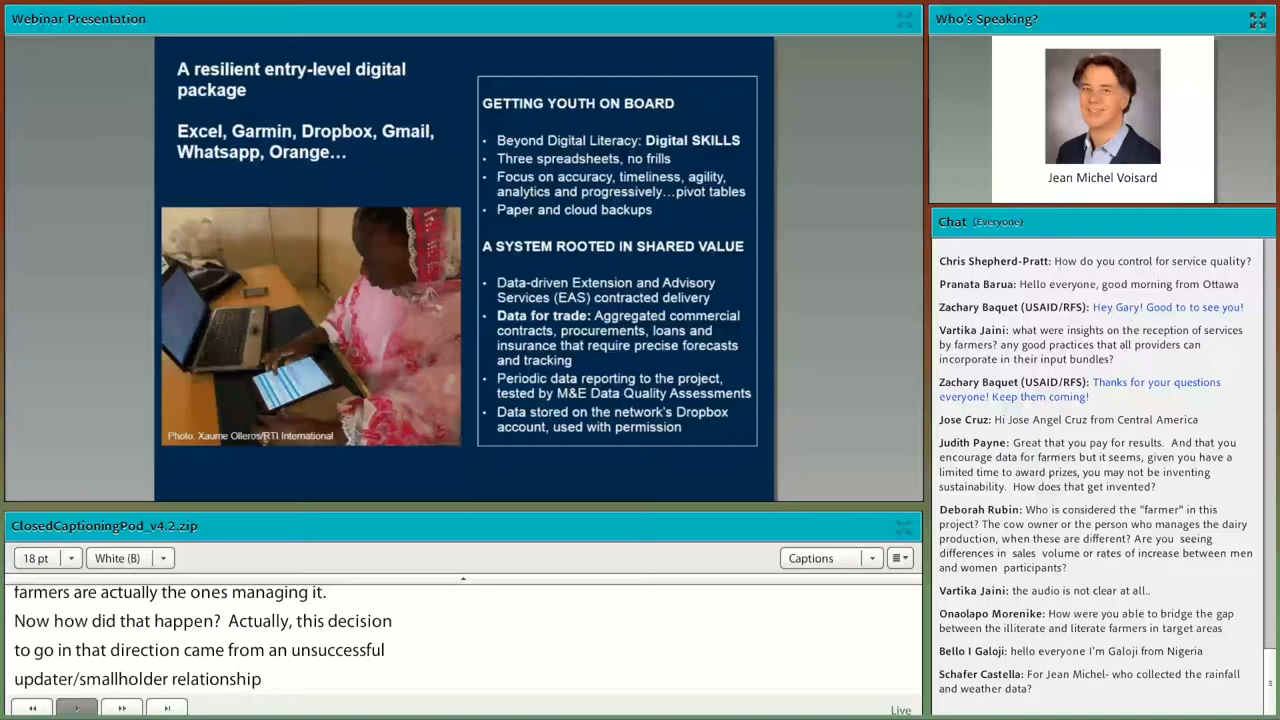 Webinar Presentation
A resilient entry-level digital
package
Excel, Garmin, Dropbox, Gmail,
Whatsapp, Orange…
Photo: Xaume Olleros/RTI International
GETTING YOUTH ON BOARD
• Beyond Digital Literacy: Digital SKILLS
• Three spreadsheets, no frills
• Focus on accuracy, timeliness, agility,
analytics and progressively…pivot tables
• Paper and cloud backups
A SYSTEM ROOTED IN SHARED VALUE
• Data-driven Extension and Advisory
Services (EAS) contracted delivery
• Data for trade: Aggregated commercial
contracts, procurements, loans and
insurance that require precise forecasts
and tracking
• Periodic data reporting to the project,
tested by M&E Data Quality Assessments
• Data stored on the network's Dropbox
account, used with permission
ClosedCaptioningPod_v4.2.zip
18 pt
White (B)
Captions
farmers are actually the ones managing it.
Now how did that happen?  Actually, this decision
to go in that direction came from an unsuccessful
updater/smallholder relationship
Live
Who's Speaking?
Jean Michel Voisard
Chat (Everyone)
Chris Shepherd-Pratt: How do you control for service quality?
Pranata Barua: Hello everyone, good morning from Ottawa
Zachary Baquet (USAID/RFS): Hey Gary! Good to to see you!
Vartika Jaini: what were insights on the reception of services
by farmers? any good practices that all providers can
incorporate in their input bundles?
Zachary Baquet (USAID/RFS): Thanks for your questions
everyone! Keep them coming!
Jose Cruz: Hi Jose Angel Cruz from Central America
Judith Payne: Great that you pay for results.  And that you
encourage data for farmers but it seems, given you have a
limited time to award prizes, you may not be inventing
sustainability.  How does that get invented?
Deborah Rubin: Who is considered the "farmer" in this
project? The cow owner or the person who manages the dairy
production, when these are different? Are you  seeing
differences in  sales  volume or rates of increase between men
and women  participants?
Vartika Jaini: the audio is not clear at all..
Onaolapo Morenike: How were you able to bridge the gap
between the illiterate and literate farmers in target areas
Bello I Galoji: hello everyone I'm Galoji from Nigeria
Schafer Castella: For Jean Michel- who collected the rainfall
and weather data?